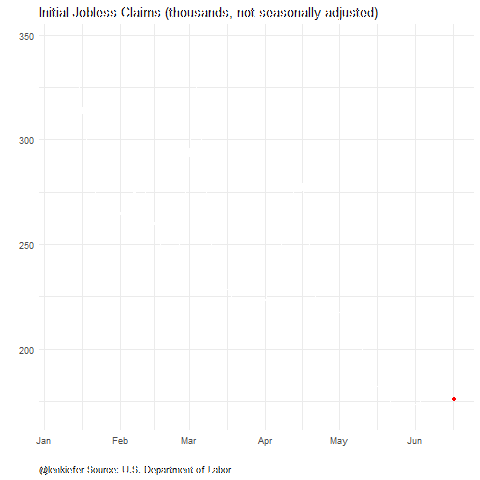 Initial Jobless Claims (thousands, not seasonally adjusted)
350
300
250
200
Jan Feb Mar Apr May Jun
@lenkiefer Source: U.S. Department of Labor